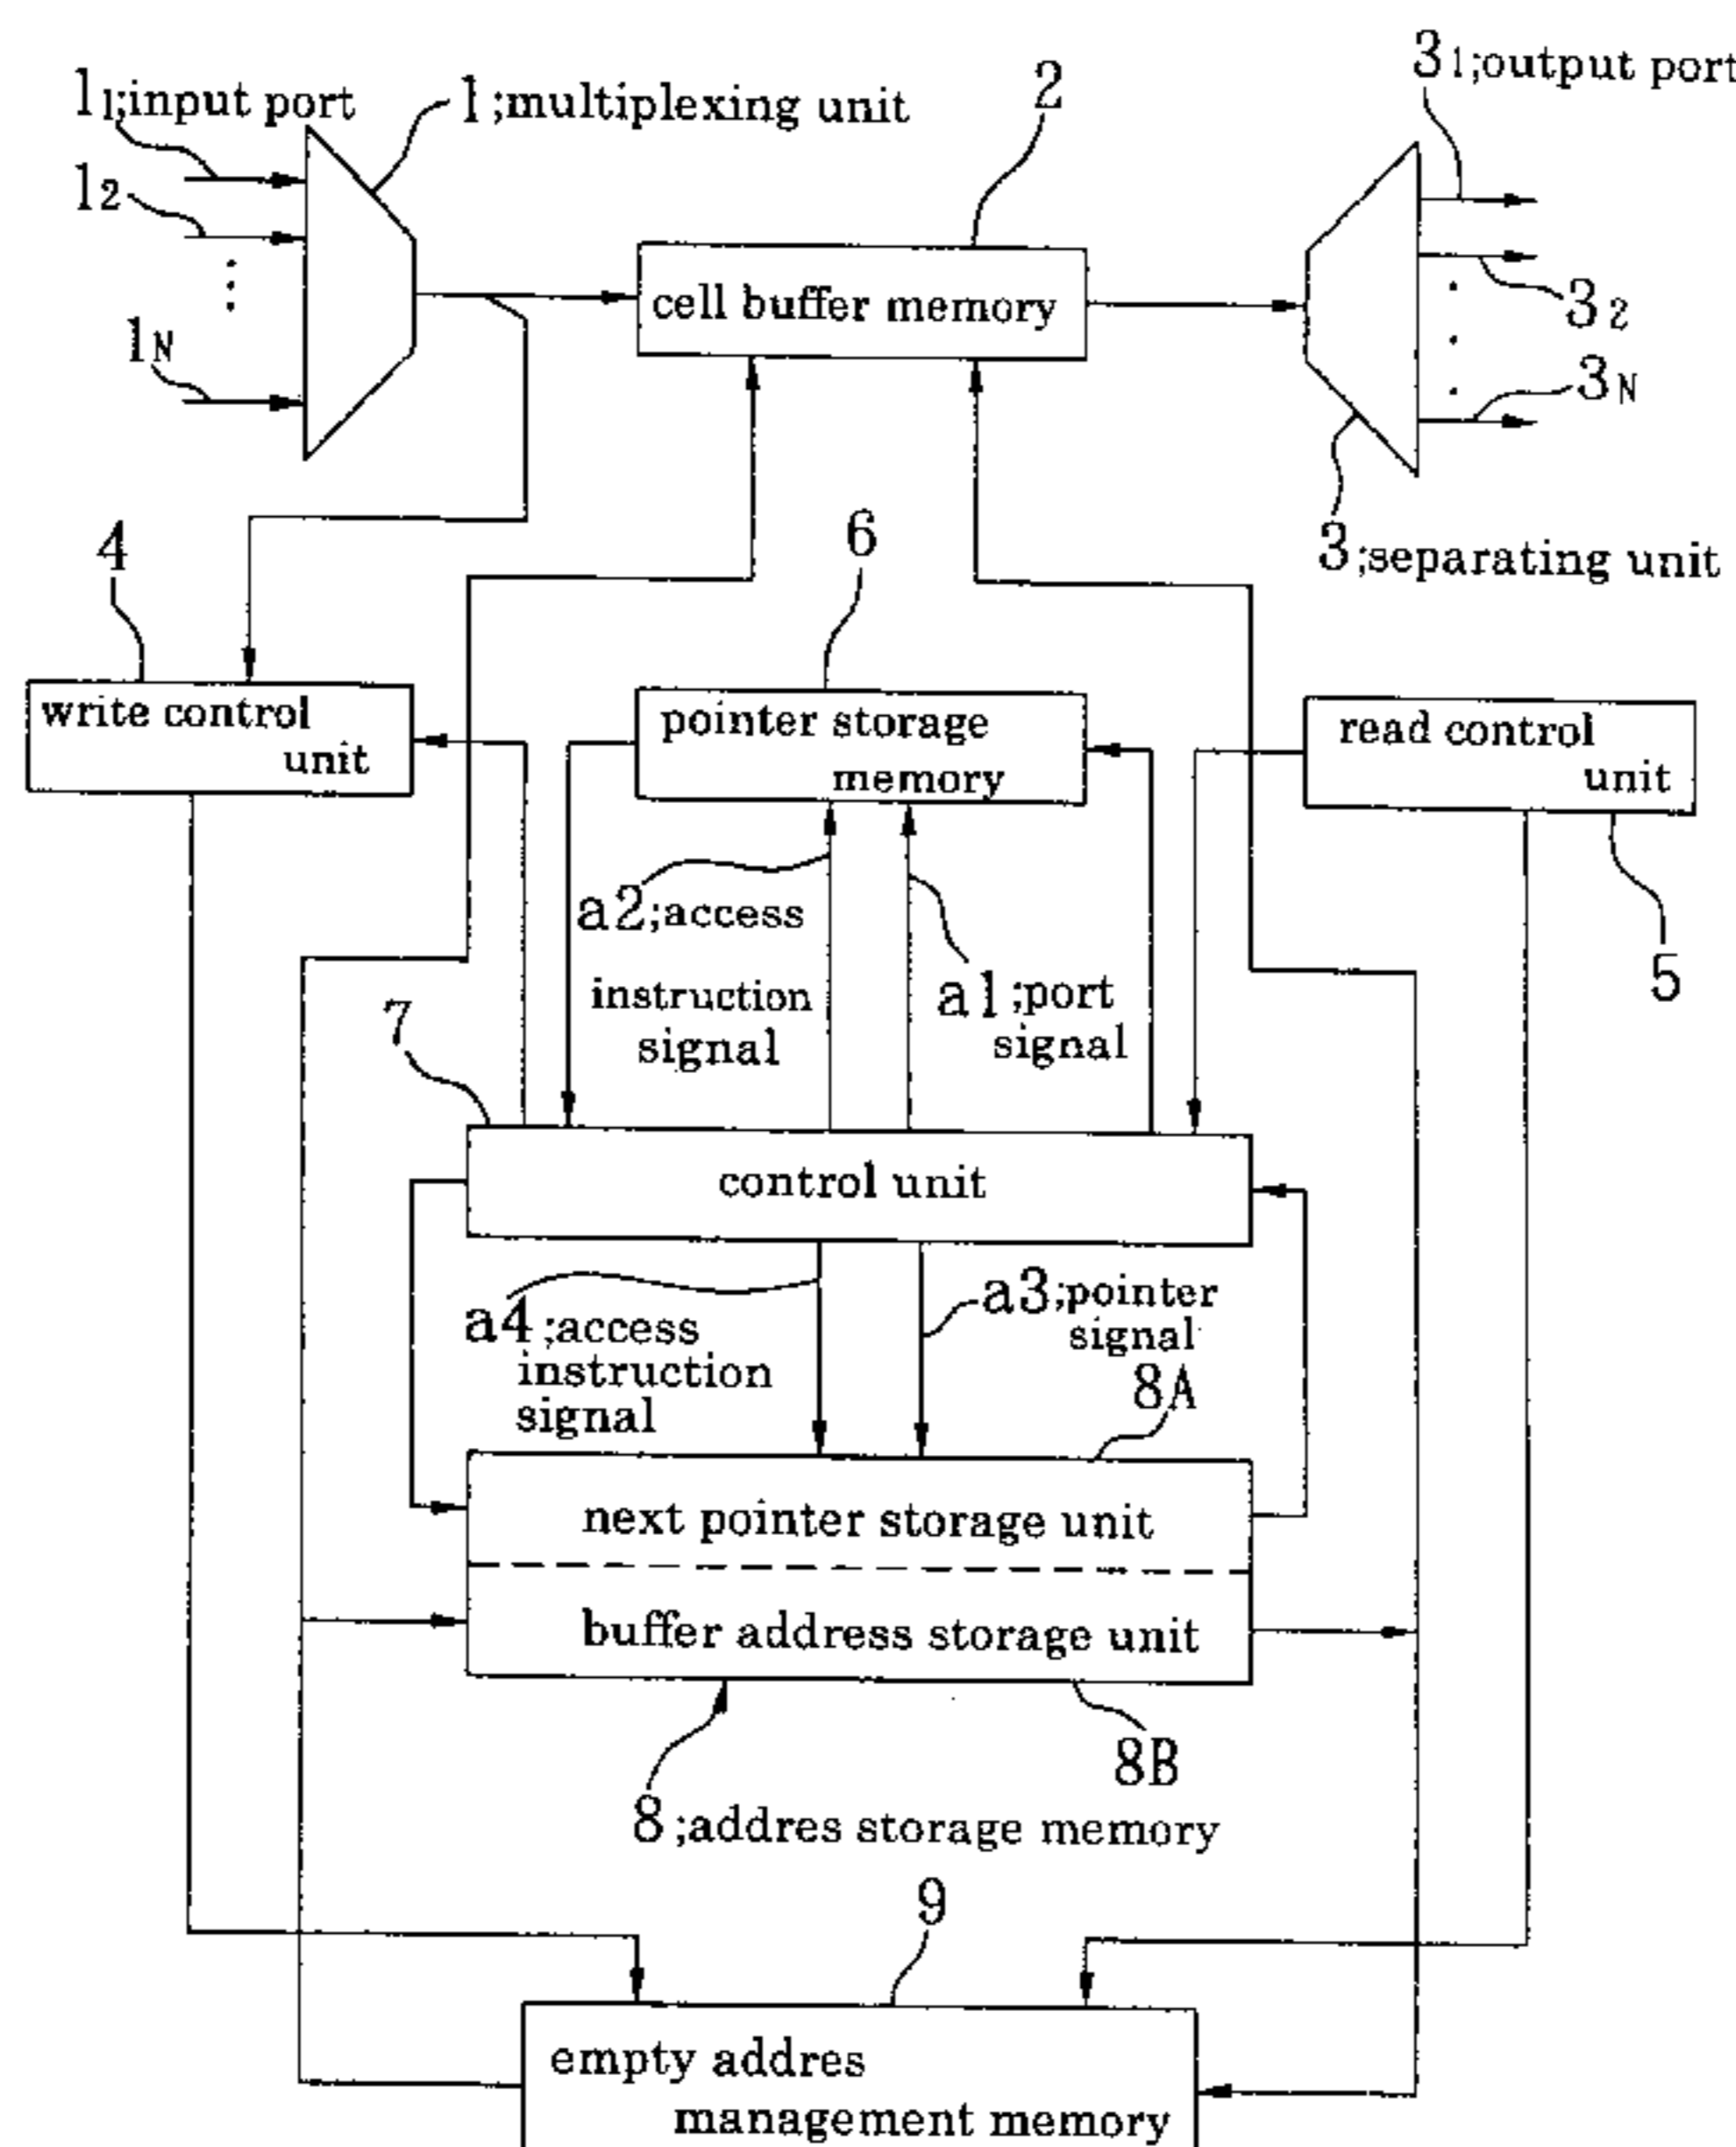 1₁;input port
1;multiplexing unit
2
3₁;output port
1₂
1N
cell buffer memory
3₂
3N
3;separating unit
4
6
write control
unit
pointer storage
memory
read control
unit
5
a2;access
instruction
signal
a1;port
signal
7
control unit
a4;access
instruction
signal
a3;pointer
signal
8A
next pointer storage unit
buffer address storage unit
8B
8;addres storage memory
9
empty addres
management memory